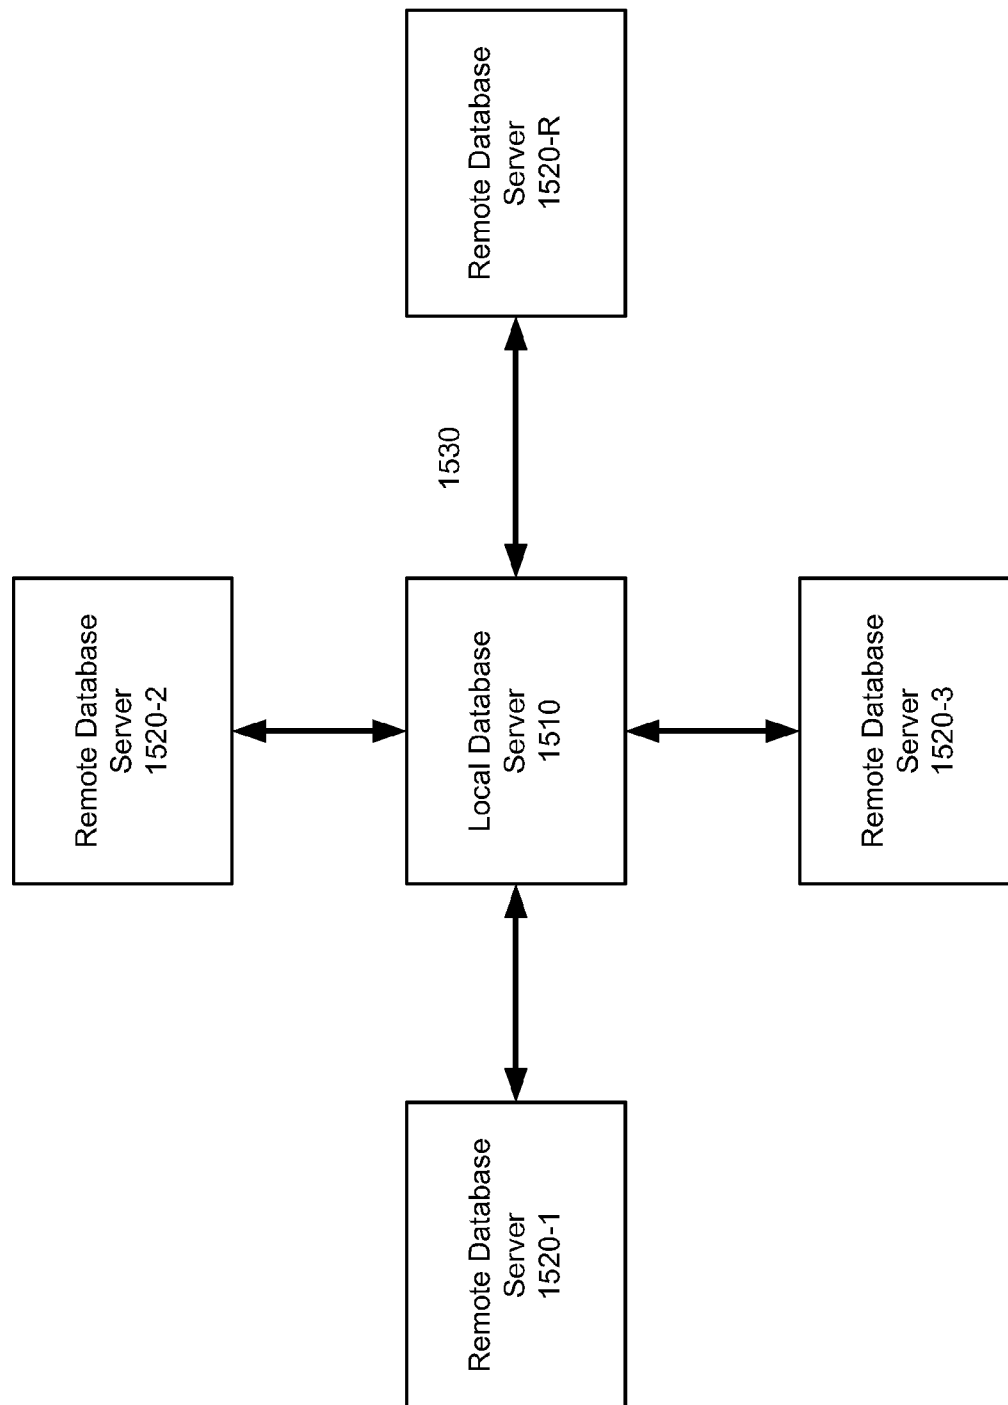 Remote Database
Server
1520-2
Remote Database
Server
1520-1
Local Database
Server
1510
1530
Remote Database
Server
1520-R
Remote Database
Server
1520-3